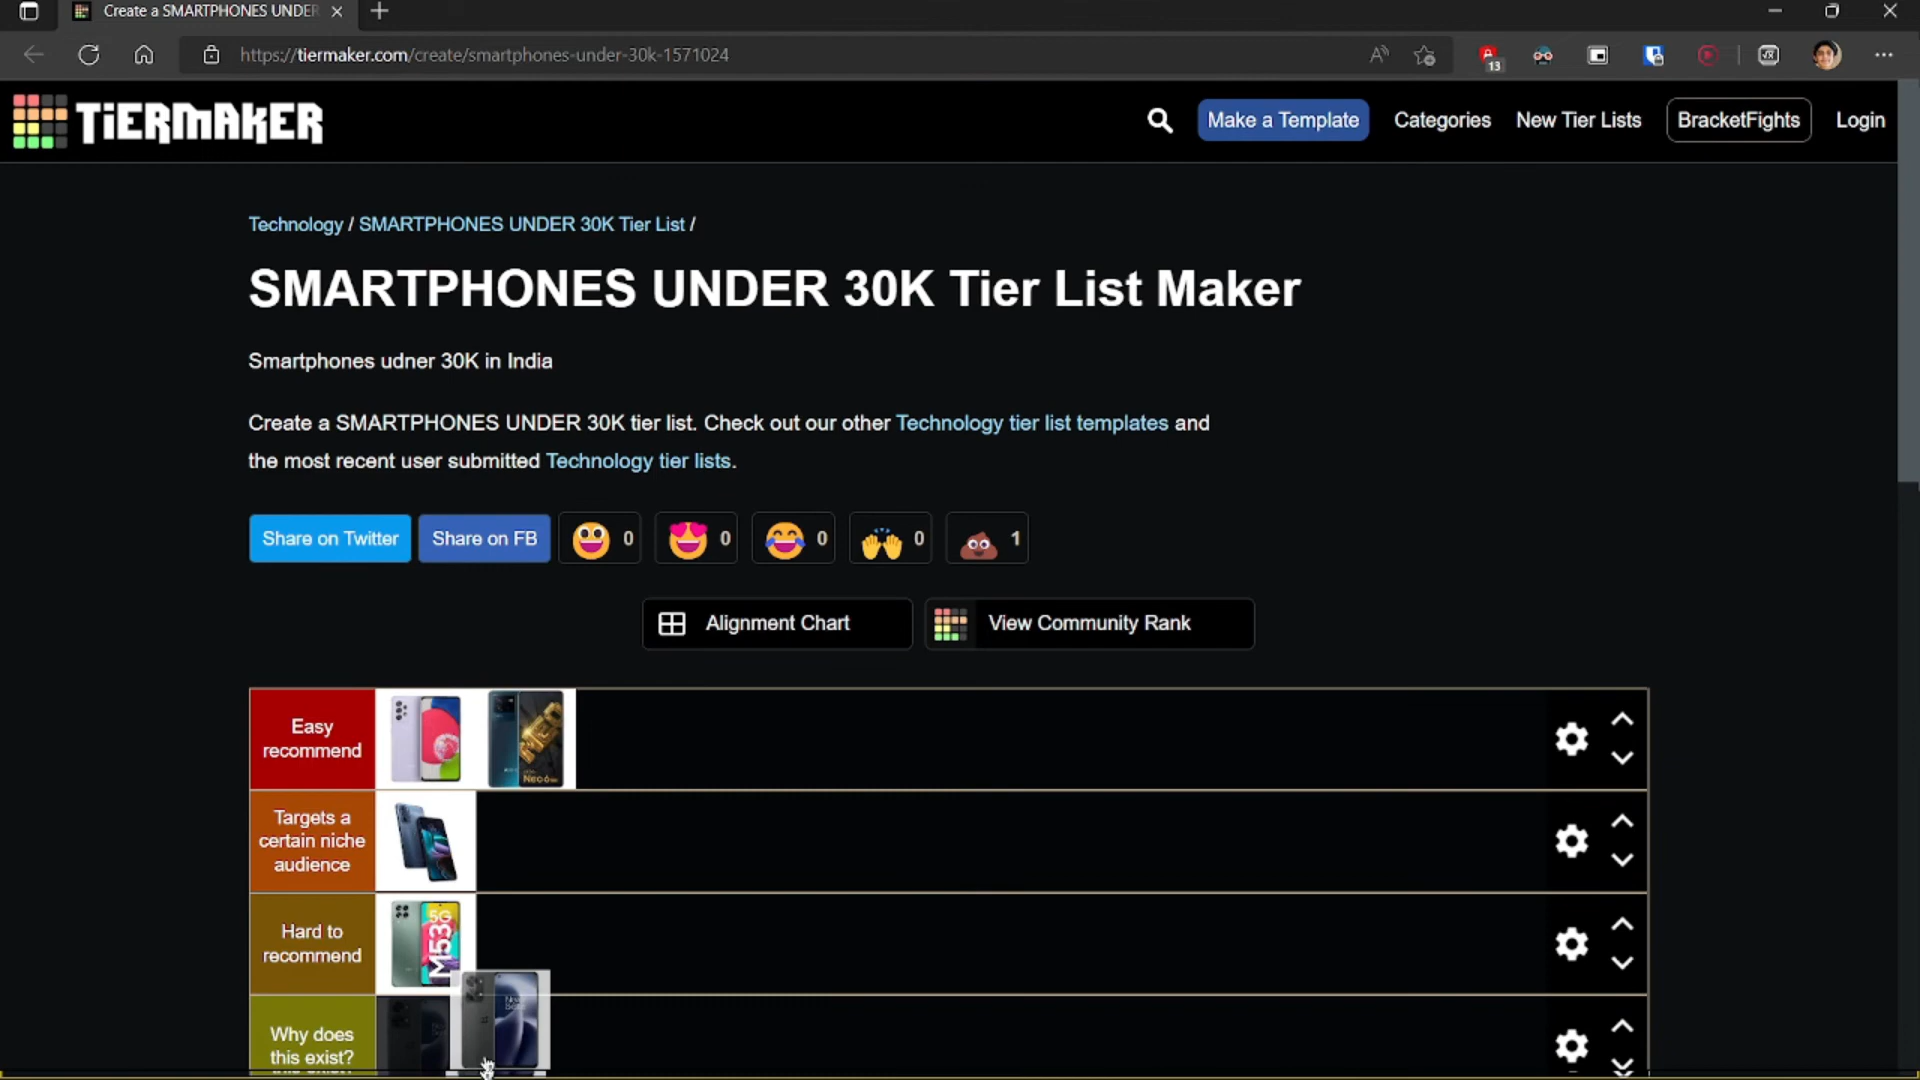 Create a SMARTPHONES UNDER
https://tiermaker.com/create/smartphones-under-30k-1571024
13
TiERMAKER
Make a Template
Categories
New Tier Lists
BracketFights
Login
Technology / SMARTPHONES UNDER 30K Tier List /
SMARTPHONES UNDER 30K Tier List Maker
Smartphones udner 30K in India
Create a SMARTPHONES UNDER 30K tier list. Check out our other Technology tier list templates and
the most recent user submitted Technology tier lists.
Share on Twitter
Share on FB
0
0
0
0
1
Alignment Chart
View Community Rank
Easy
recommend
Neo6
Targets a
certain niche
audience
Hard to
recommend
M53 5G
Why does
this exist?